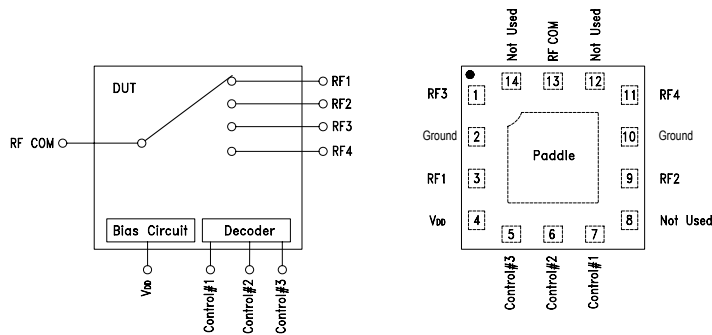 DUT
RF COM
RF1
RF2
RF3
RF4
Bias Circuit
Decoder
VDD
Control#1
Control#2
Control#3
Not Used
RF COM
Not Used
14
13
12
RF3
1
11
RF4
Ground
2
10
Ground
Paddle
RF1
3
9
RF2
VDD
4
8
Not Used
5
6
7
Control#3
Control#2
Control#1